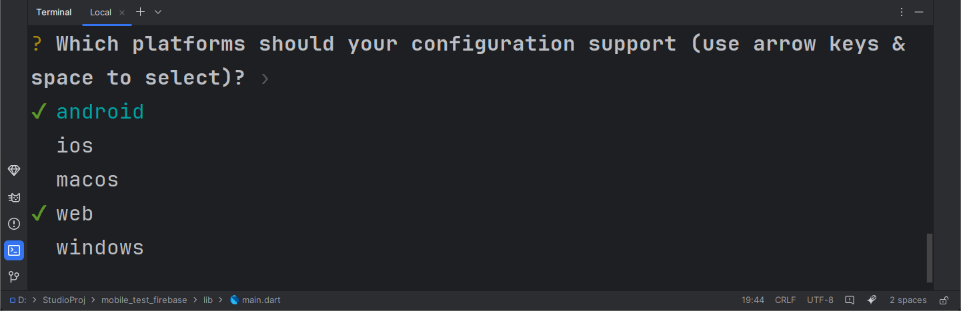 Terminal Local
? Which platforms should your configuration support (use arrow keys &
space to select)? ›
✓ android
ios
macos
✓ web
windows
D: > StudioProj > mobile_test_firebase > lib > main.dart 19:44 CRLF UTF-8 2 spaces